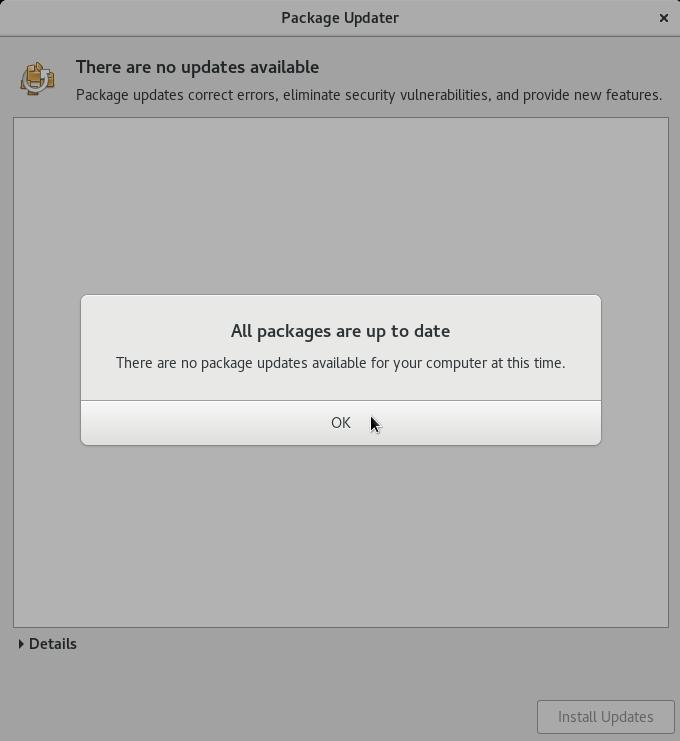 Package Updater
There are no updates available
Package updates correct errors, eliminate security vulnerabilities, and provide new features.
All packages are up to date
There are no package updates available for your computer at this time.
OK
Details
Install Updates